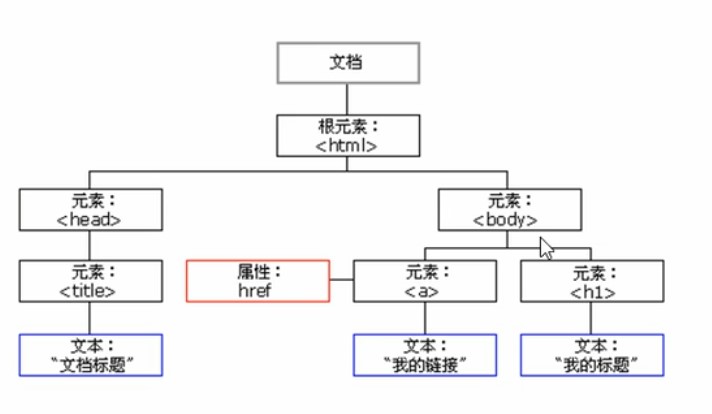 文档
根元素：
<html>
元素：
<head>
元素：
<body>
元素：
<title>
属性：
href
元素：
<a>
元素：
<h1>
文本：
“文档标题”
文本：
“我的链接”
文本：
“我的标题”